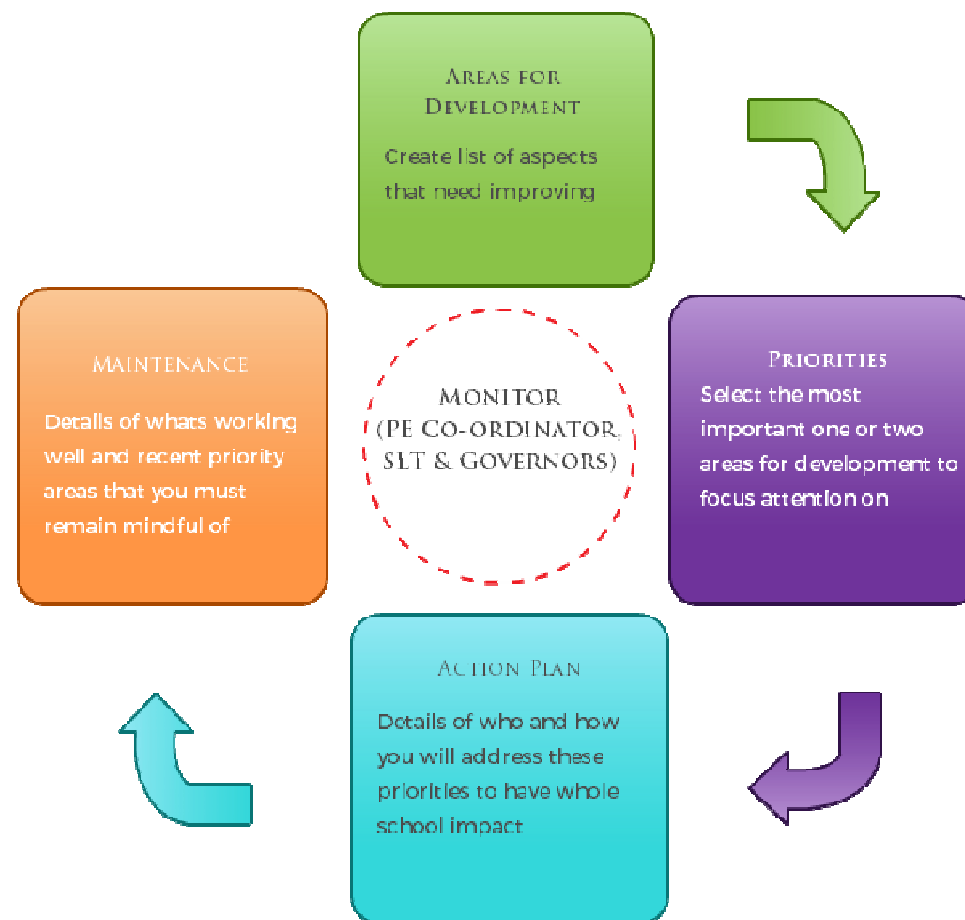 AREAS FOR
DEVELOPMENT
Create list of aspects
that need improving
PRIORITIES
Select the most
important one or two
areas for development to
focus attention on
ACTION PLAN
Details of who and how
you will address these
priorities to have whole
school impact
MAINTENANCE
Details of whats working
well and recent priority
areas that you must
remain mindful of
MONITOR
(PE CO-ORDINATOR,
SLT & GOVERNORS)